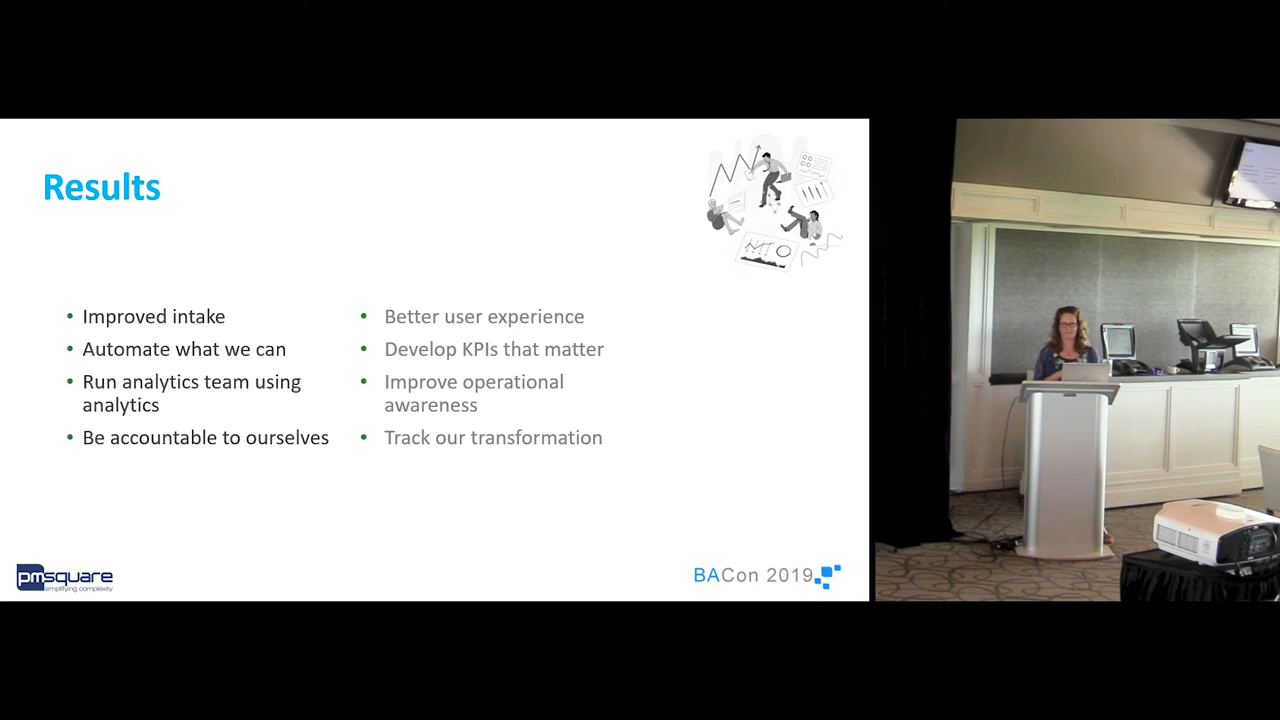 Results
• Improved intake
• Automate what we can
• Run analytics team using
analytics
• Be accountable to ourselves
• Better user experience
• Develop KPIs that matter
• Improve operational
awareness
• Track our transformation
pmsquare
simplifying complexity
BACon 2019